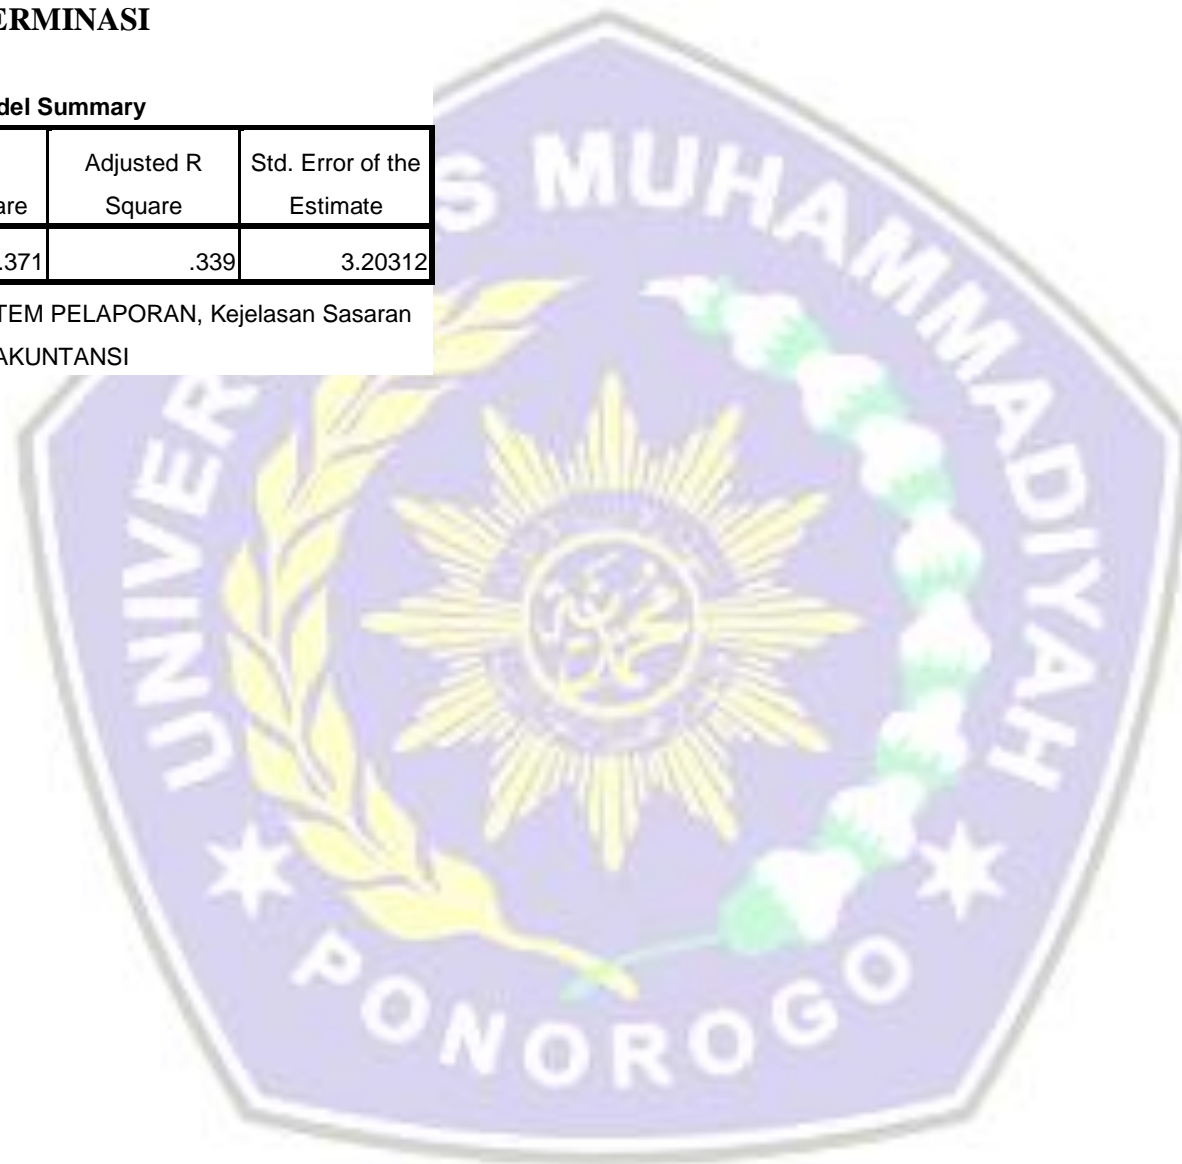 ERMINASI
del Summary
are Adjusted R Square Std. Error of the Estimate
.371 .339 3.20312
TEM PELAPORAN, Kejelasan Sasaran
AKUNTANSI
UNIVER S MUHAMMADIYAH
PONOROGO